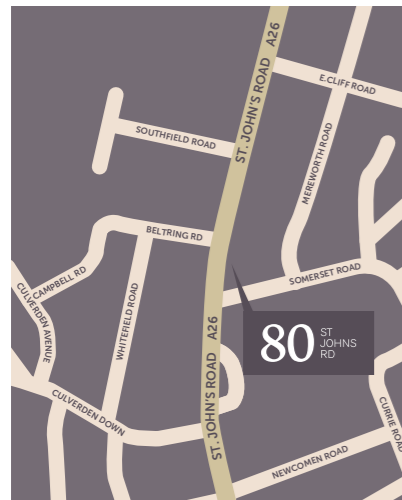 ST. JOHN'S ROAD A26
E.CLIFF ROAD
SOUTHFIELD ROAD
MEREWORTH ROAD
BELTRING RD
SOMERSET ROAD
CAMPBELL RD
CULVERDEN AVENUE
WHITEFIELD ROAD
80
ST
JOHNS
RD
ST. JOHN'S ROAD A26
CULVERDEN DOWN
CURRIE ROAD
NEWCOMEN ROAD